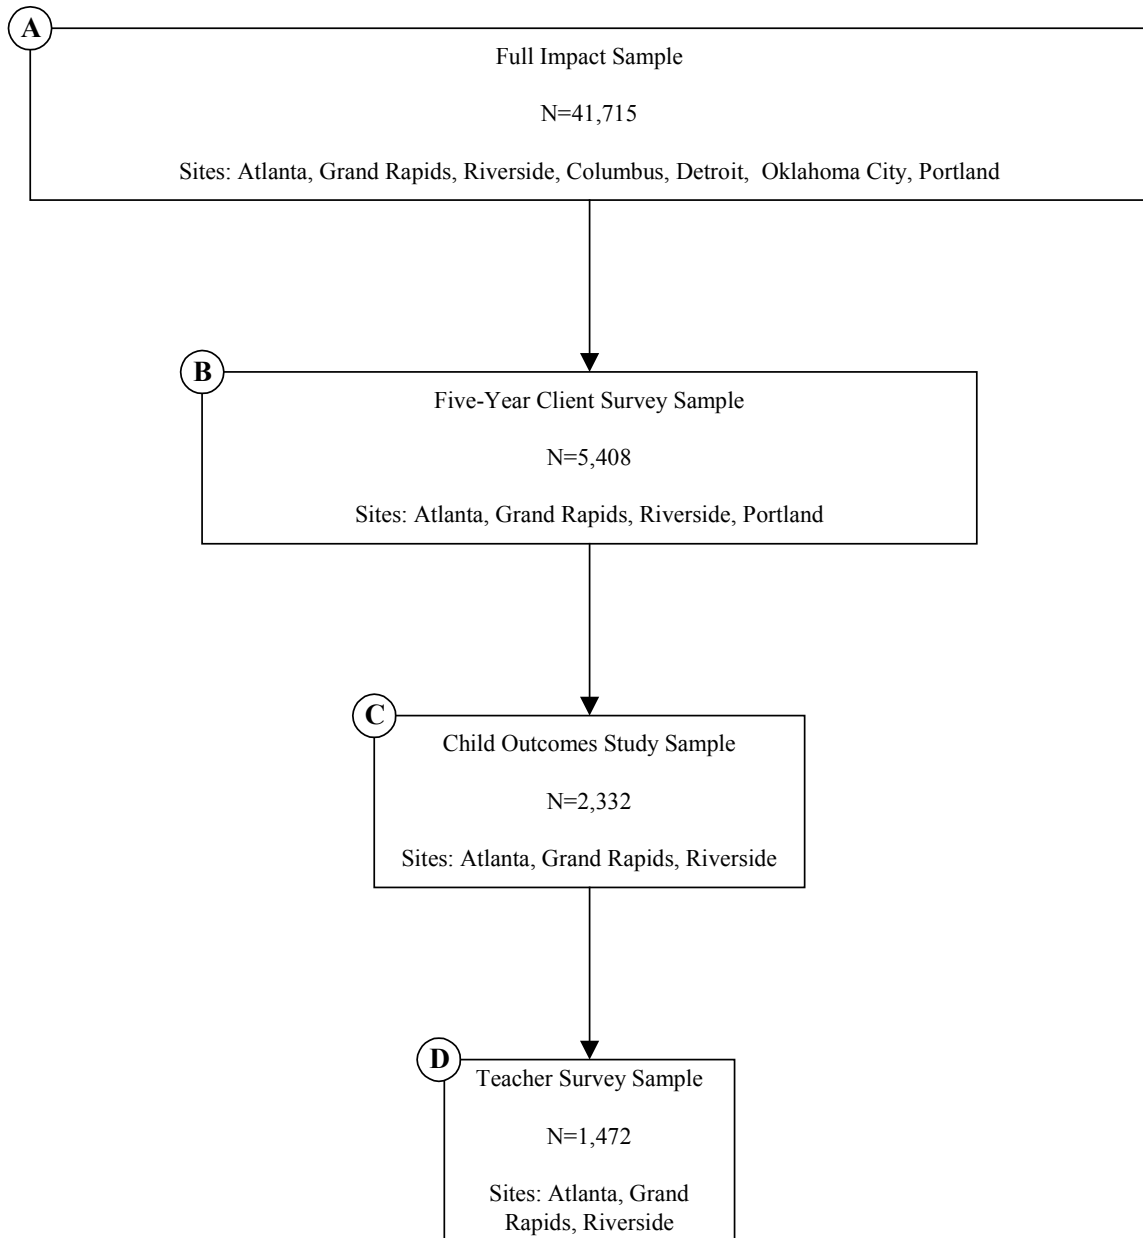 A
Full Impact Sample
N=41,715
Sites: Atlanta, Grand Rapids, Riverside, Columbus, Detroit, Oklahoma City, Portland
B
Five-Year Client Survey Sample
N=5,408
Sites: Atlanta, Grand Rapids, Riverside, Portland
C
Child Outcomes Study Sample
N=2,332
Sites: Atlanta, Grand Rapids, Riverside
D
Teacher Survey Sample
N=1,472
Sites: Atlanta, Grand
Rapids, Riverside